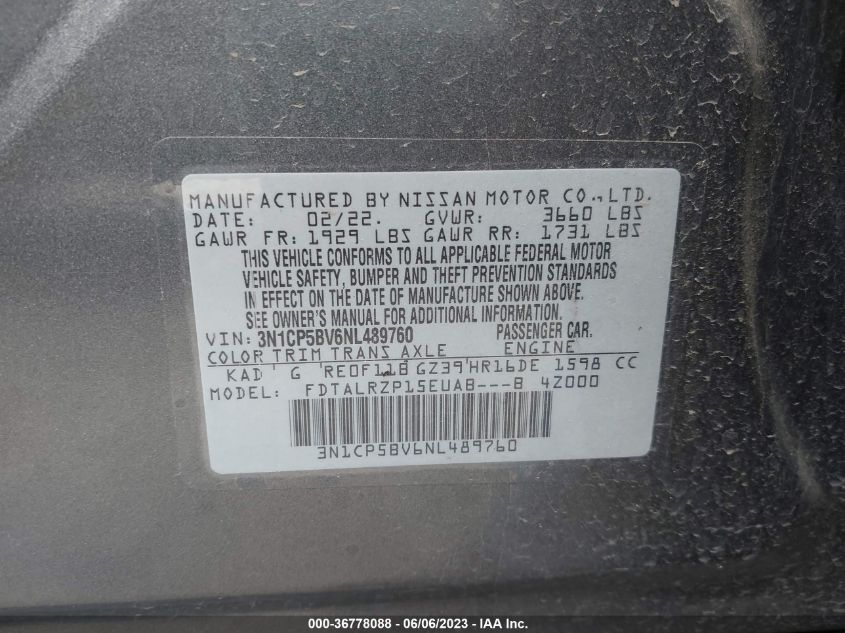 MANUFACTURED BY NISSAN MOTOR CO., LTD.
DATE: 02/22. GVWR: 3660 LBS
GAWR FR: 1929 LBS GAWR RR: 1731 LBS
THIS VEHICLE CONFORMS TO ALL APPLICABLE FEDERAL MOTOR
VEHICLE SAFETY, BUMPER AND THEFT PREVENTION STANDARDS
IN EFFECT ON THE DATE OF MANUFACTURE SHOWN ABOVE.
SEE OWNER'S MANUAL FOR ADDITIONAL INFORMATION.
VIN: 3N1CP5BV6NL489760 PASSENGER CAR.
COLOR TRIM TRANS AXLE ENGINE
KAD G RE0F11B GZ39 HR16DE 1598 CC
MODEL: FDTALRZP15EUAB---B 4Z000
3N1CP5BV6NL489760
000-36778088 - 06/06/2023 - IAA Inc.